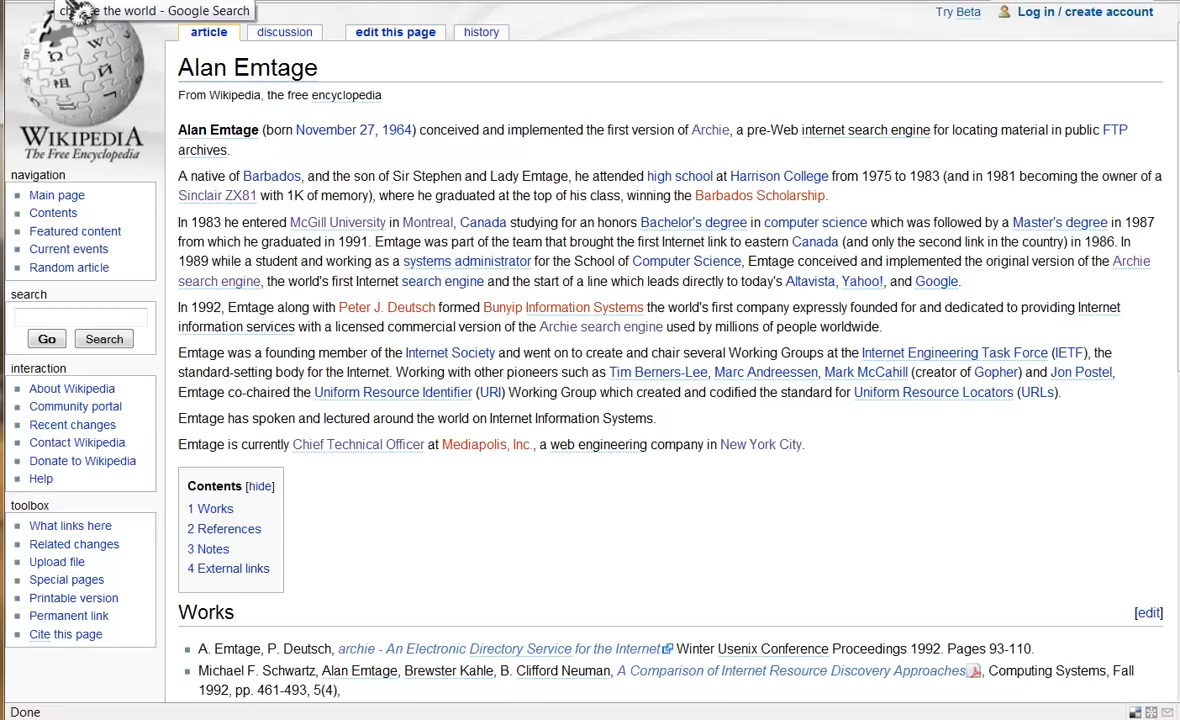 the world - Google Search
Try Beta
Log in / create account
article
discussion
edit this page
history
WIKIPEDIA
The Free Encyclopedia
navigation
Main page
Contents
Featured content
Current events
Random article
search
Go
Search
interaction
About Wikipedia
Community portal
Recent changes
Contact Wikipedia
Donate to Wikipedia
Help
toolbox
What links here
Related changes
Upload file
Special pages
Printable version
Permanent link
Cite this page
Alan Emtage
From Wikipedia, the free encyclopedia
Alan Emtage (born November 27, 1964) conceived and implemented the first version of Archie, a pre-Web internet search engine for locating material in public FTP
archives.
A native of Barbados, and the son of Sir Stephen and Lady Emtage, he attended high school at Harrison College from 1975 to 1983 (and in 1981 becoming the owner of a
Sinclair ZX81 with 1K of memory), where he graduated at the top of his class, winning the Barbados Scholarship.
In 1983 he entered McGill University in Montreal, Canada studying for an honors Bachelor's degree in computer science which was followed by a Master's degree in 1987
from which he graduated in 1991. Emtage was part of the team that brought the first Internet link to eastern Canada (and only the second link in the country) in 1986. In
1989 while a student and working as a systems administrator for the School of Computer Science, Emtage conceived and implemented the original version of the Archie
search engine, the world's first Internet search engine and the start of a line which leads directly to today's Altavista, Yahoo!, and Google.
In 1992, Emtage along with Peter J. Deutsch formed Bunyip Information Systems the world's first company expressly founded for and dedicated to providing Internet
information services with a licensed commercial version of the Archie search engine used by millions of people worldwide.
Emtage was a founding member of the Internet Society and went on to create and chair several Working Groups at the Internet Engineering Task Force (IETF), the
standard-setting body for the Internet. Working with other pioneers such as Tim Berners-Lee, Marc Andreessen, Mark McCahill (creator of Gopher) and Jon Postel,
Emtage co-chaired the Uniform Resource Identifier (URI) Working Group which created and codified the standard for Uniform Resource Locators (URLs).
Emtage has spoken and lectured around the world on Internet Information Systems.
Emtage is currently Chief Technical Officer at Mediapolis, Inc., a web engineering company in New York City.
Contents [hide]
1 Works
2 References
3 Notes
4 External links
Works
[edit]
A. Emtage, P. Deutsch, archie - An Electronic Directory Service for the Internet Winter Usenix Conference Proceedings 1992. Pages 93-110.
Michael F. Schwartz, Alan Emtage, Brewster Kahle, B. Clifford Neuman, A Comparison of Internet Resource Discovery Approaches, Computing Systems, Fall
1992, pp. 461-493, 5(4),
Done